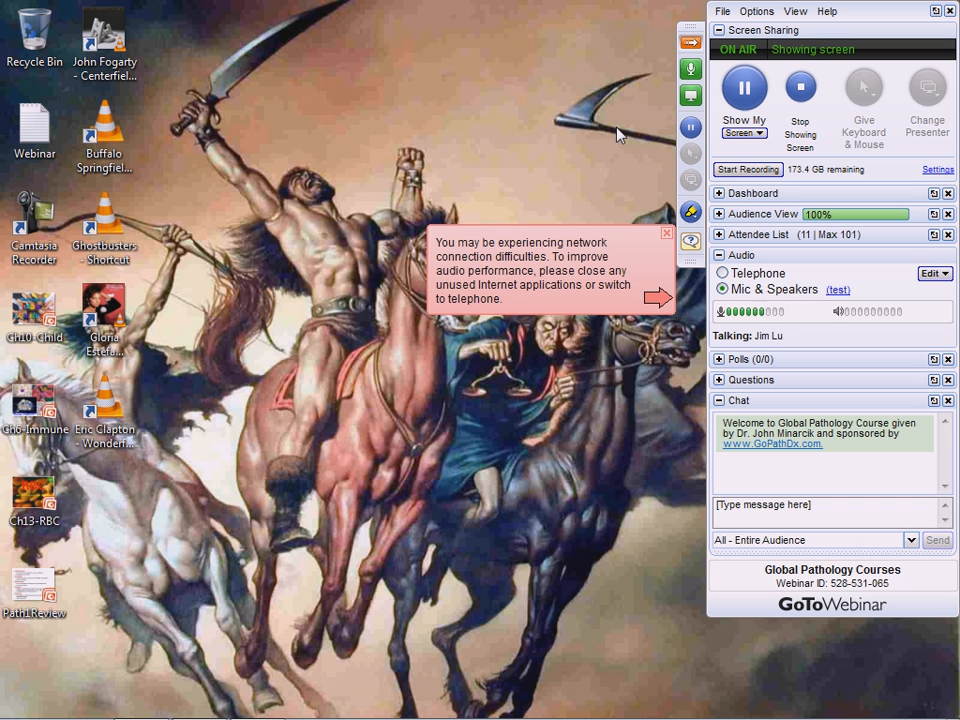 Recycle Bin
John Fogarty
- Centerfiel...
Webinar
Buffalo
Springfiel...
Camtasia
Recorder
Ghostbusters
- Shortcut
Ch10-Child
Gloria
Estefa...
Ch6-Immune
Eric Clapton
- Wonderf...
Ch13-RBC
Path1Review
You may be experiencing network
connection difficulties. To improve
audio performance, please close any
unused Internet applications or switch
to telephone.
File Options View Help
Screen Sharing
ON AIR Showing screen
Show My
Screen
Stop
Showing
Screen
Give
Keyboard
& Mouse
Change
Presenter
Start Recording 173.4 GB remaining Settings
Dashboard
Audience View 100%
Attendee List (11 | Max 101)
Audio
Telephone Edit
Mic & Speakers (test)
Talking: Jim Lu
Polls (0/0)
Questions
Chat
Welcome to Global Pathology Course given
by Dr. John Minarcik and sponsored by
www.GoPathDx.com.
[Type message here]
All - Entire Audience Send
Global Pathology Courses
Webinar ID: 528-531-065
GoToWebinar